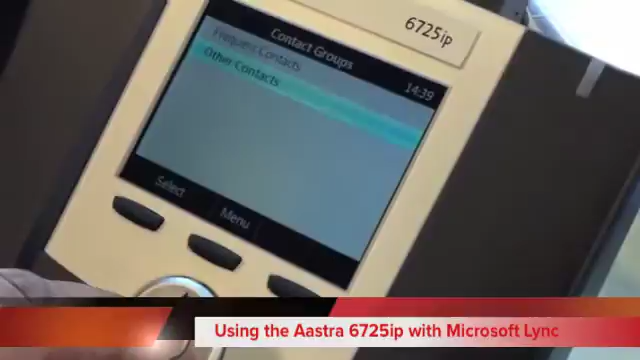 6725ip
Contact Groups
14:39
Frequent Contacts
Other Contacts
Select
Menu
Using the Aastra 6725ip with Microsoft Lync